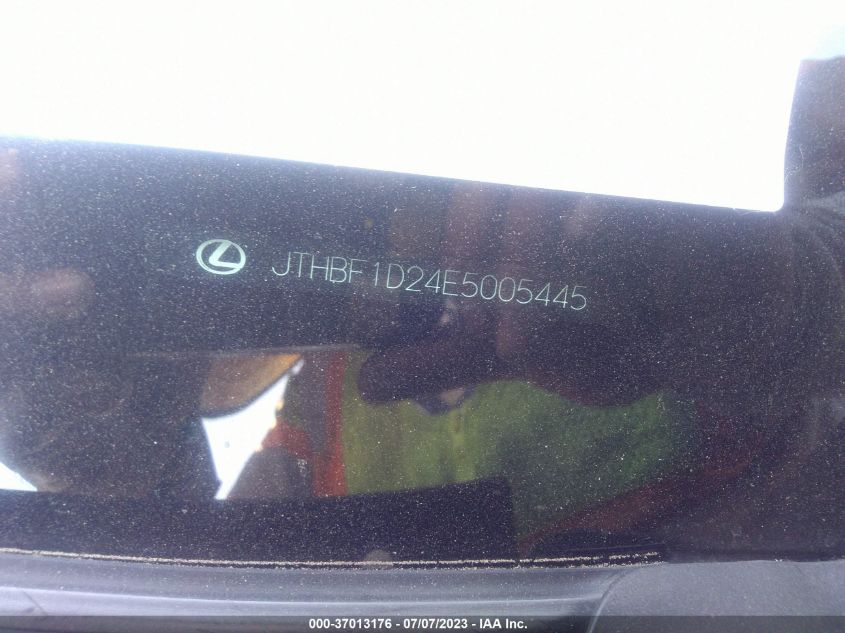 JTHBF1D24E5005445
000-37013176 — 07/07/2023 — IAA Inc.